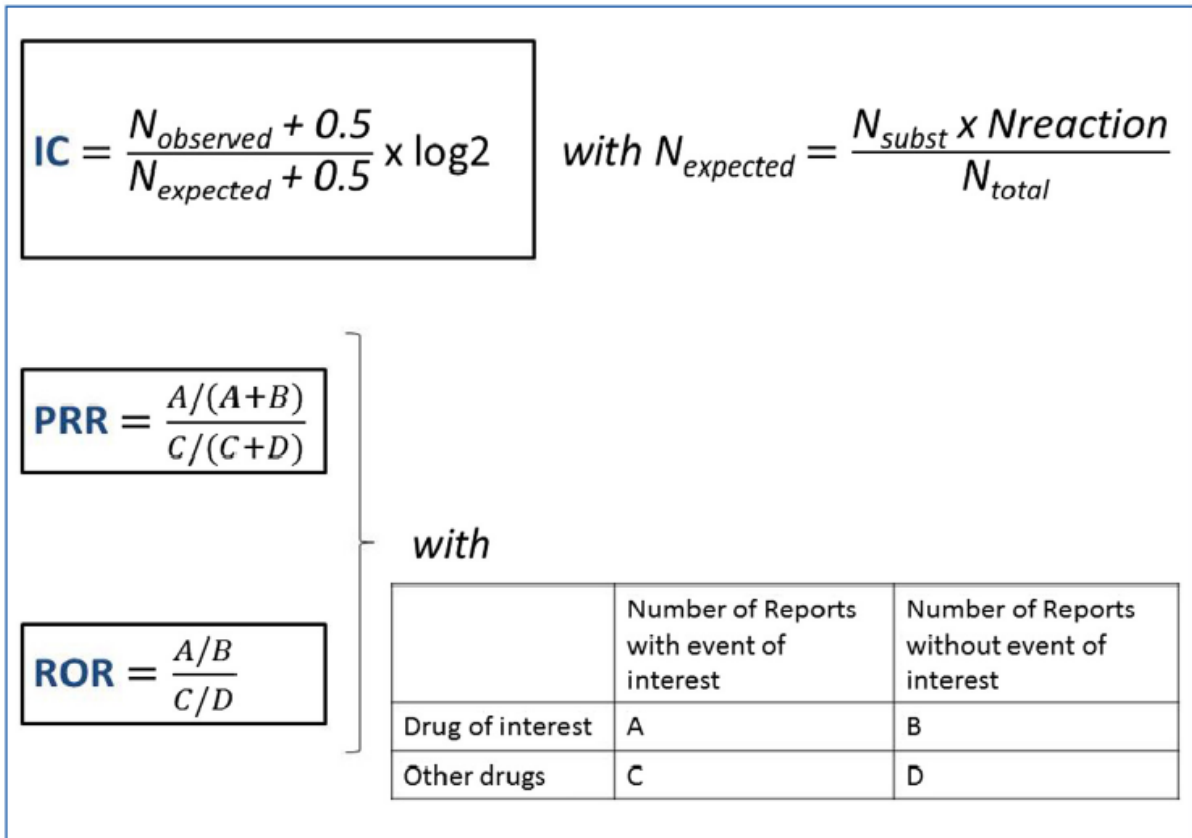 IC = (N_observed + 0.5) / (N_expected + 0.5) x log2 with N_expected = (N_subst x Nreaction) / N_total
PRR = A/(A+B) / C/(C+D)
with
ROR = A/B / C/D
Number of Reports with event of interest
Number of Reports without event of interest
Drug of interest A B
Other drugs C D